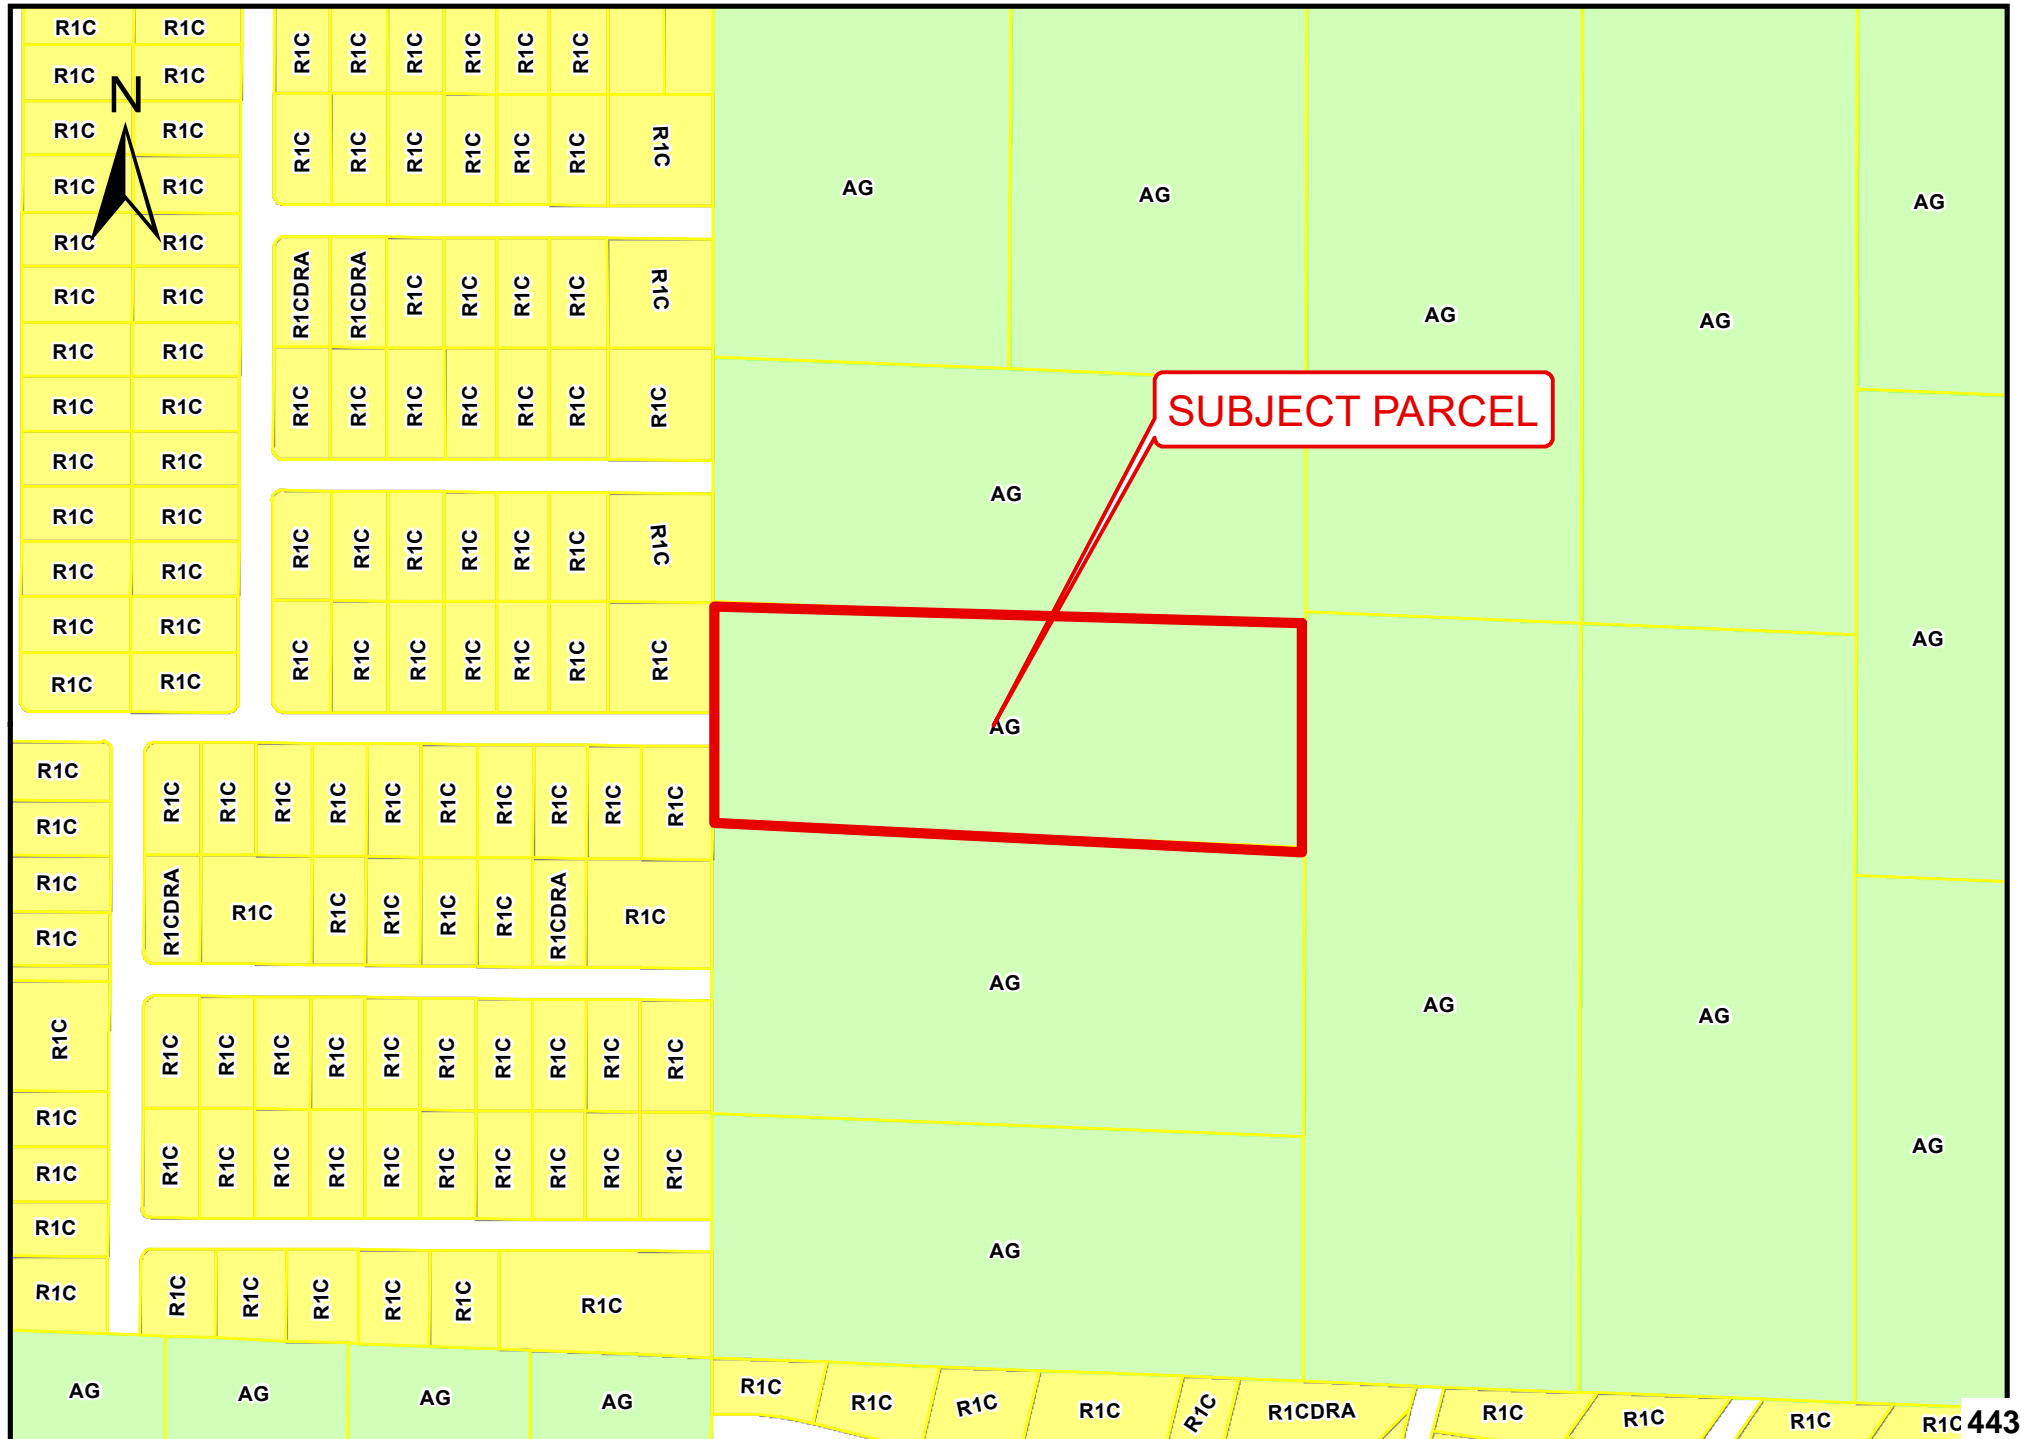 R1C R1C R1C R1C R1C R1C R1C R1C
R1C R1C
N
R1C R1C R1C R1C R1C R1C R1C R1C R1C
R1C R1C AG AG AG
R1C R1C
R1C R1C R1CDRA R1CDRA R1C R1C R1C R1C R1C AG AG
R1C R1C
R1C R1C R1C R1C R1C R1C R1C R1C R1C
SUBJECT PARCEL
R1C R1C
R1C R1C AG
R1C R1C R1C R1C R1C R1C R1C R1C R1C
R1C R1C AG
R1C R1C R1C R1C R1C R1C R1C R1C R1C
AG
R1C
R1C R1C R1C R1C R1C R1C R1C R1C R1C R1C
R1C
R1C
R1CDRA R1C R1C R1C R1C R1C R1CDRA R1C
R1C
AG AG AG
R1C
R1C R1C R1C R1C R1C R1C R1C R1C R1C R1C
R1C
R1C R1C R1C R1C R1C R1C R1C R1C R1C R1C
R1C AG
R1C
AG
R1C R1C R1C R1C R1C R1C R1C
AG AG AG AG
R1C R1C R1C R1C R1C R1CDRA R1C R1C R1C R1C
443